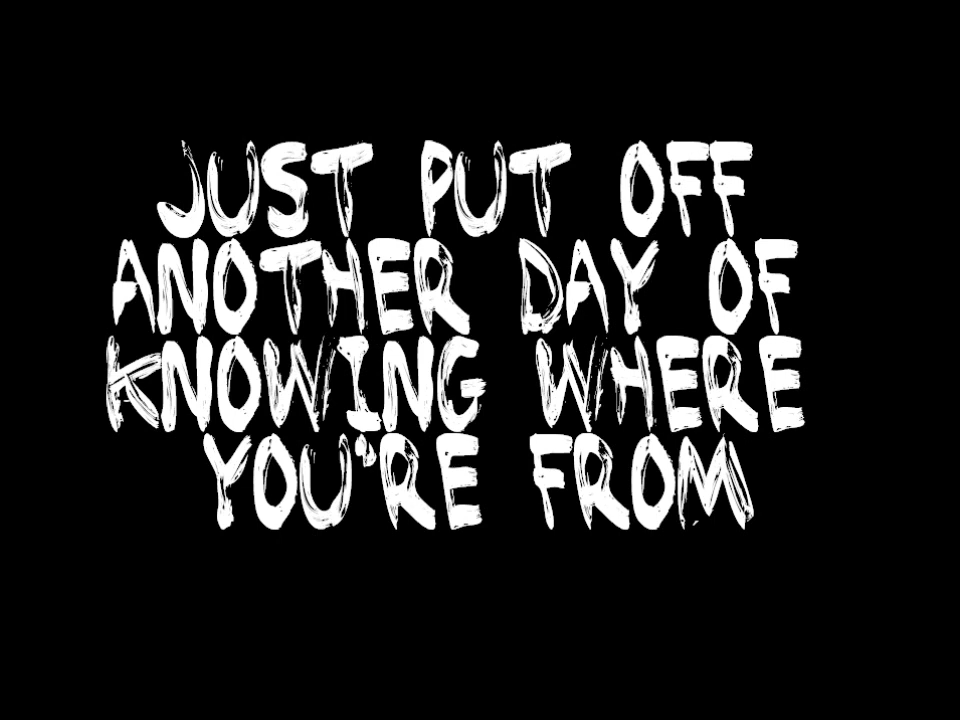 JUST PUT OFF
ANOTHER DAY OF
KNOWING WHERE
YOU'RE FROM